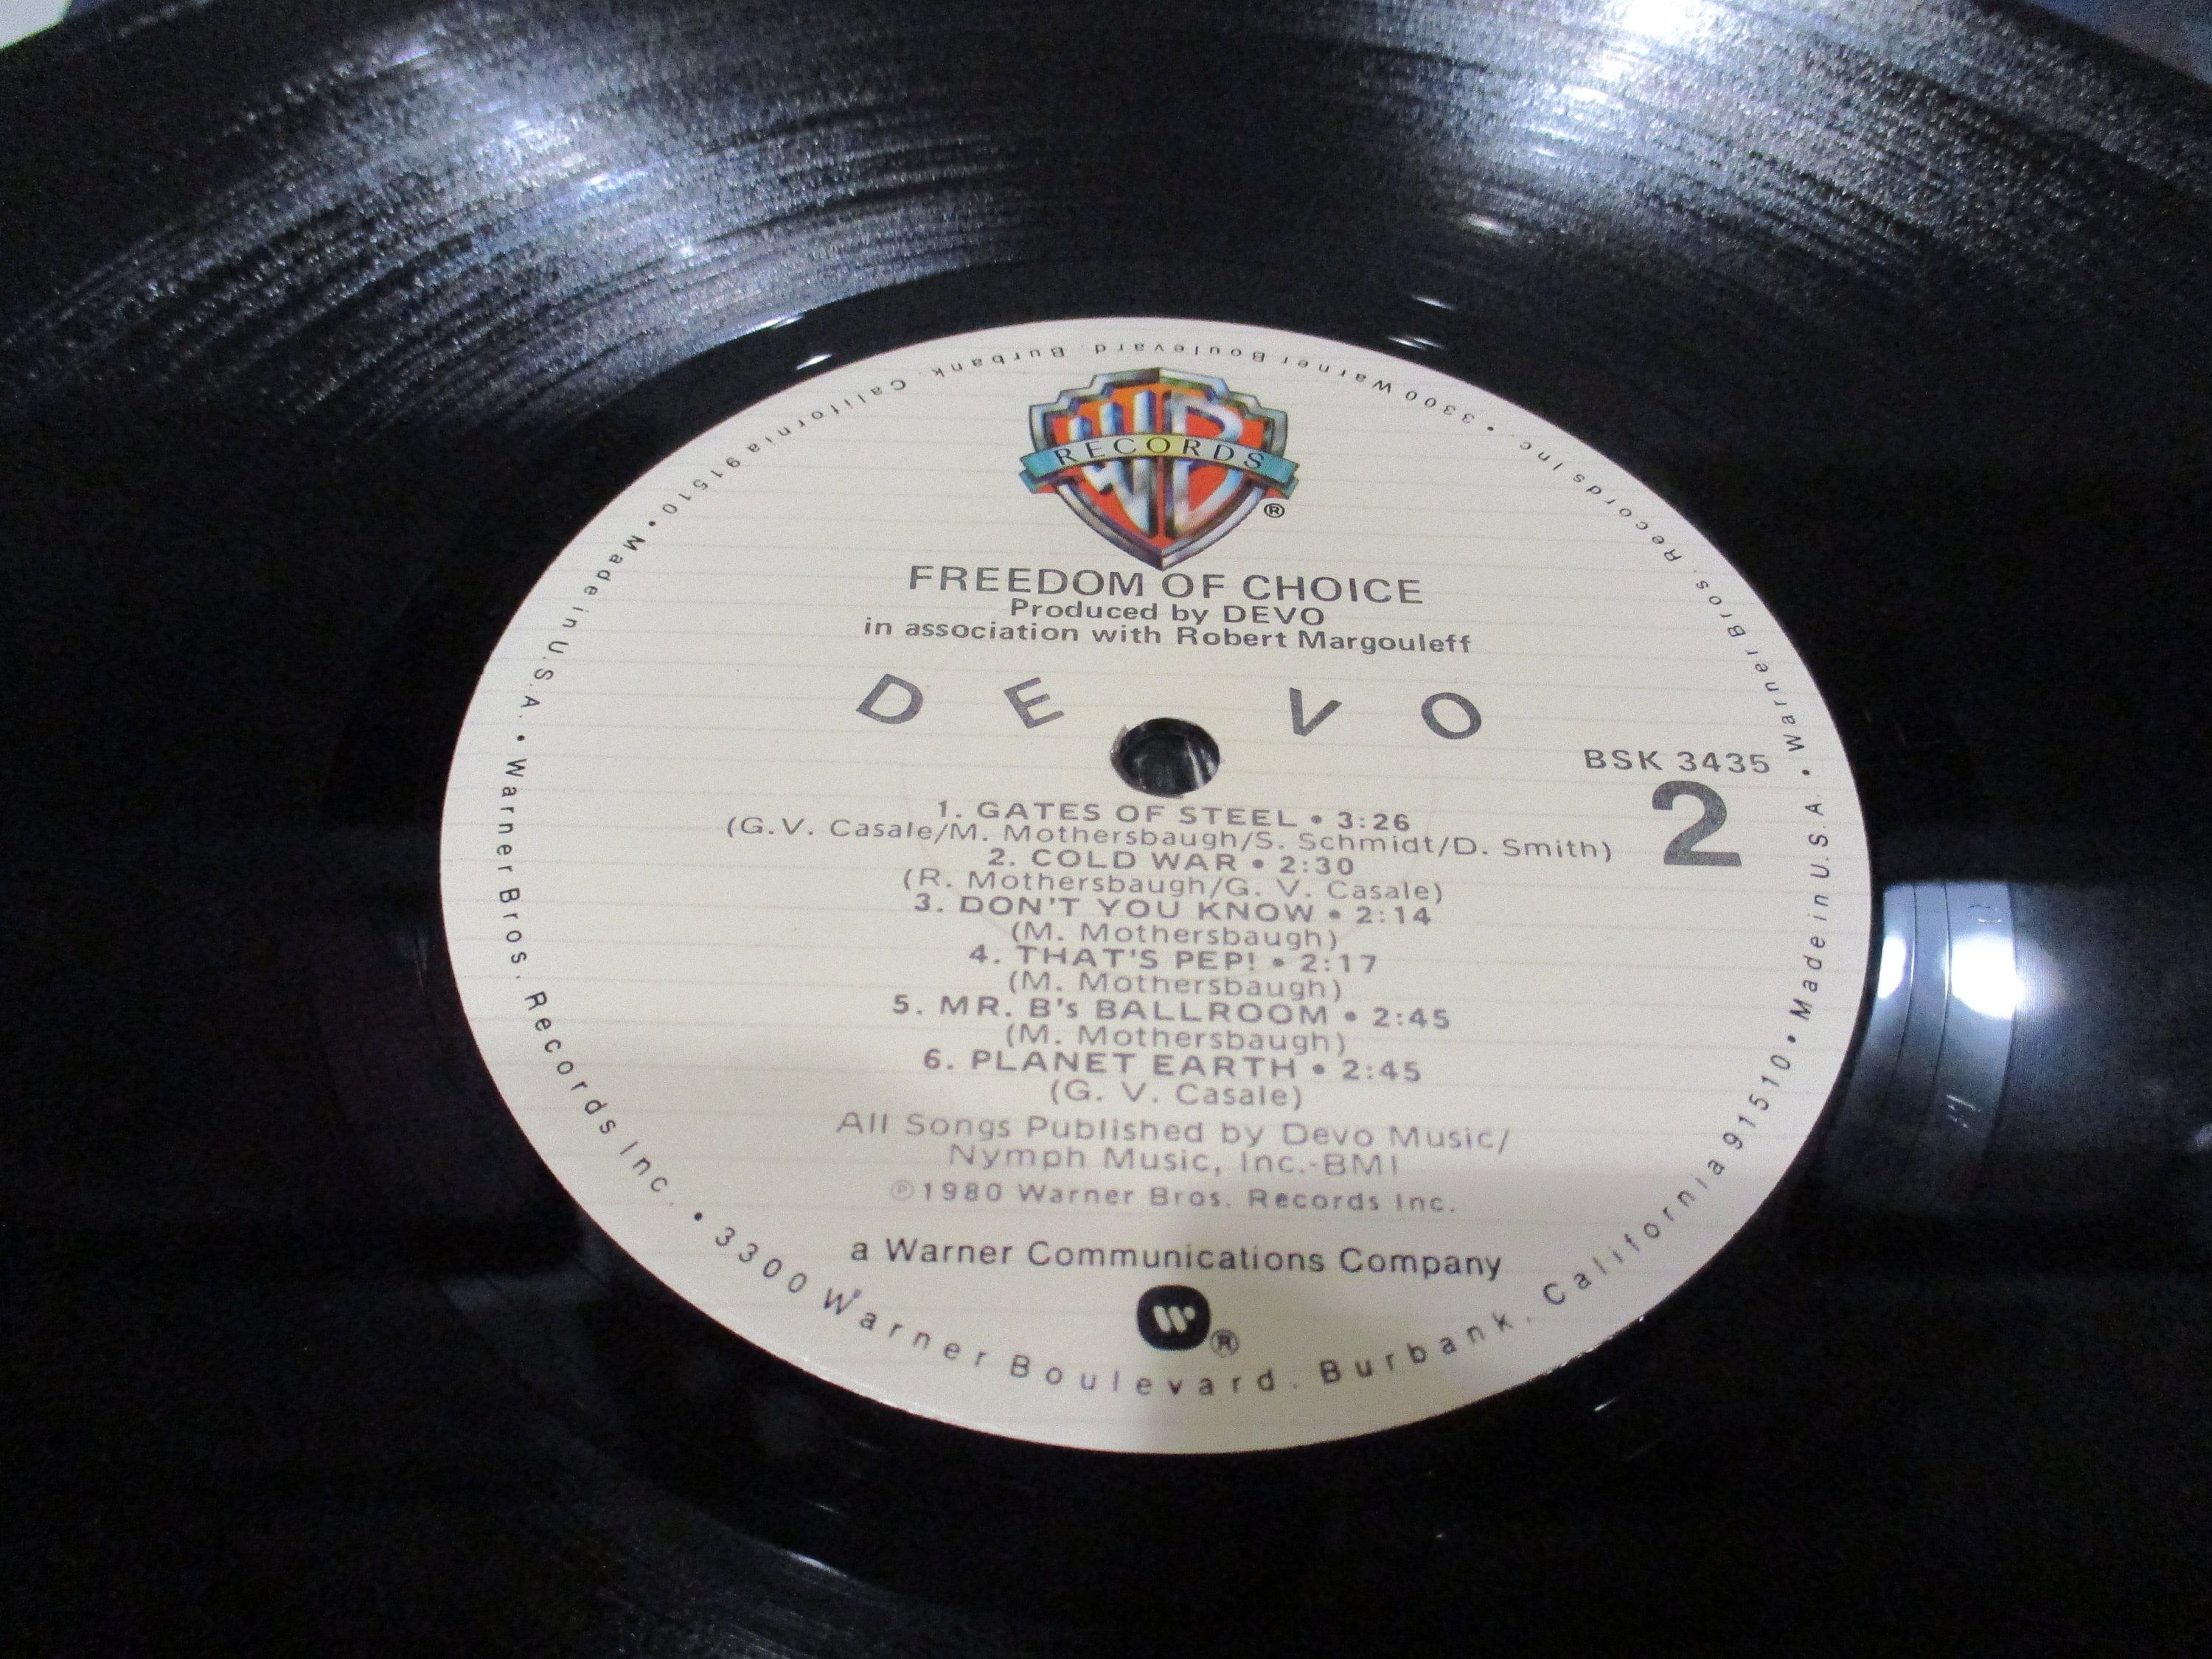 WB
RECORDS
®
FREEDOM OF CHOICE
Produced by DEVO
in association with Robert Margouleff
D E V O
BSK 3435
2
1. GATES OF STEEL • 3:26
(G.V. Casale/M. Mothersbaugh/S. Schmidt/D. Smith)
2. COLD WAR • 2:30
(R. Mothersbaugh/G. V. Casale)
3. DON'T YOU KNOW • 2:14
(M. Mothersbaugh)
4. THAT'S PEP! • 2:17
(M. Mothersbaugh)
5. MR. B's BALLROOM • 2:45
(M. Mothersbaugh)
6. PLANET EARTH • 2:45
(G. V. Casale)
All Songs Published by Devo Music/
Nymph Music, Inc.-BMI
℗1980 Warner Bros. Records Inc.
a Warner Communications Company
W®
• Warner Bros. Records Inc. • 3300 Warner Boulevard. Burbank, California 91510 • Made in U.S.A. • Warner Bros. Records Inc. • 3300 Warner Boulevard. Burbank, California 91510 • Made in U.S.A.